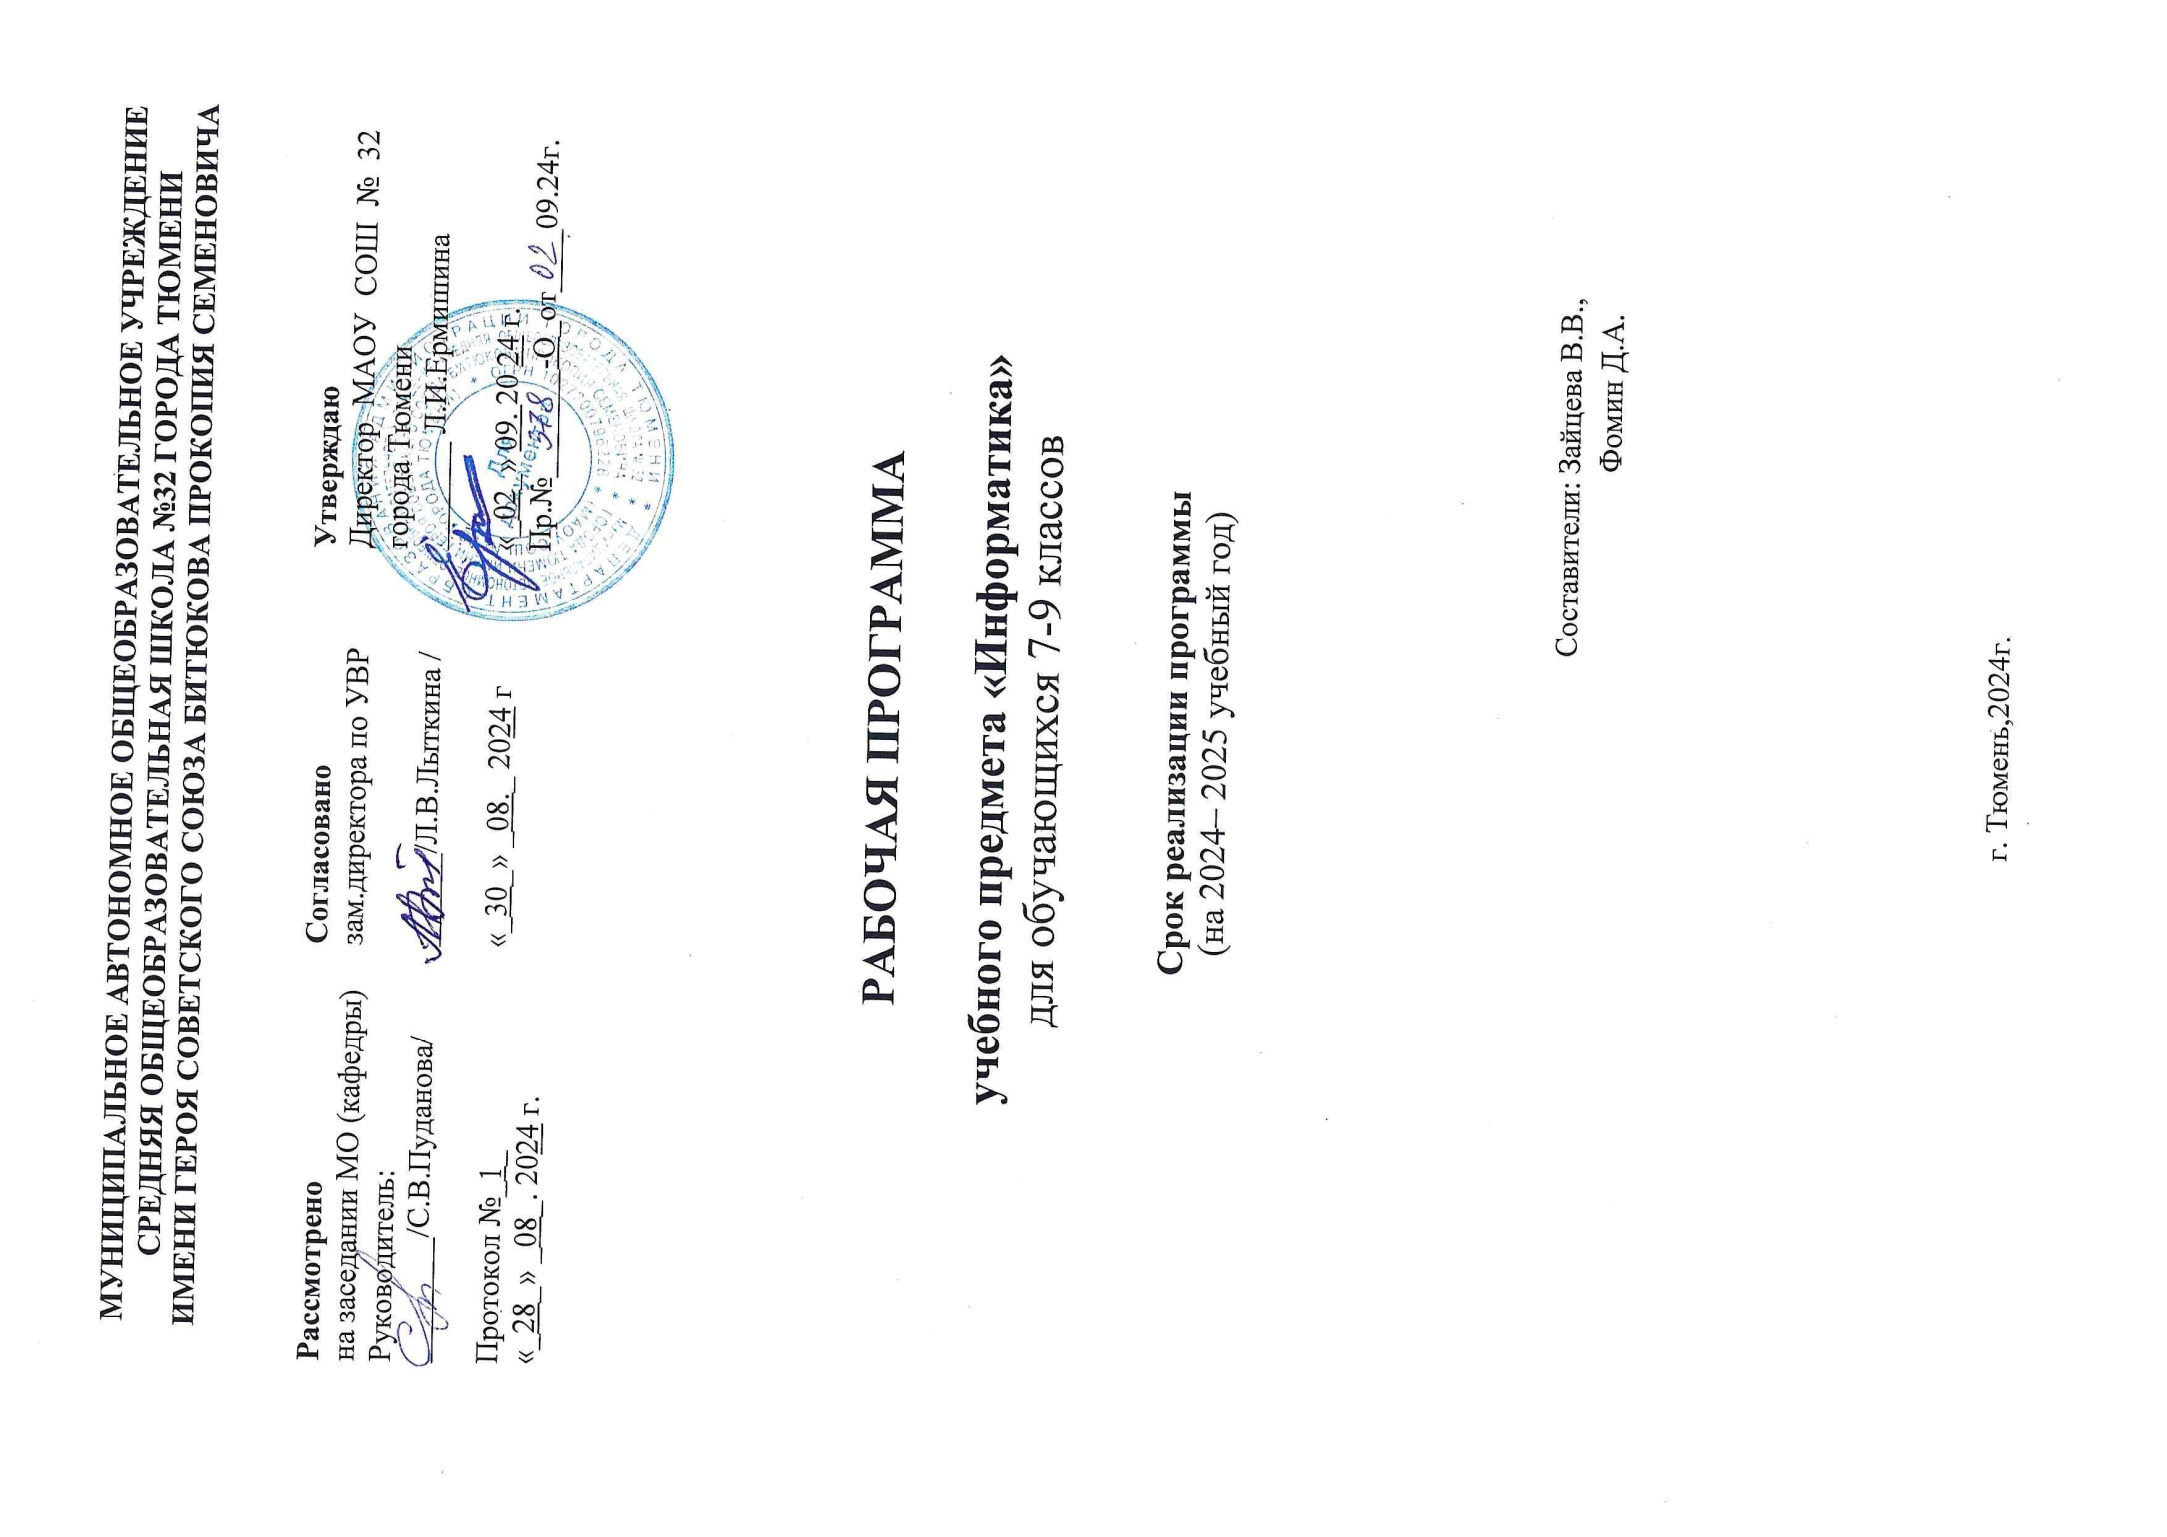 МУНИЦИПАЛЬНОЕ АВТОНОМНОЕ ОБЩЕОБРАЗОВАТЕЛЬНОЕ УЧРЕЖДЕНИЕ
СРЕДНЯЯ ОБЩЕОБРАЗОВАТЕЛЬНАЯ ШКОЛА №32 ГОРОДА ТЮМЕНИ
ИМЕНИ ГЕРОЯ СОВЕТСКОГО СОЮЗА БИТЮКОВА ПРОКОПИЯ СЕМЕНОВИЧА
Рассмотрено
на заседании МО (кафедры)
Руководитель:
/С.В.Пуданова/
Протокол № 1
« 28 » 08 . 2024 г.
Согласовано
зам.директора по УВР
/Л.В.Лыткина /
« 30 » 08. 2024 г
Утверждаю
Директор МАОУ СОШ № 32
города Тюмени
Л.И.Ермишина
« 02 » 09. 2024 г.
Пр.№ 378 -О от 02 09.24г.
Для документов
РАБОЧАЯ ПРОГРАММА
учебного предмета «Информатика»
для обучающихся 7-9 классов
Срок реализации программы
(на 2024– 2025 учебный год)
Составители: Зайцева В.В.,
Фомин Д.А.
г. Тюмень,2024г.